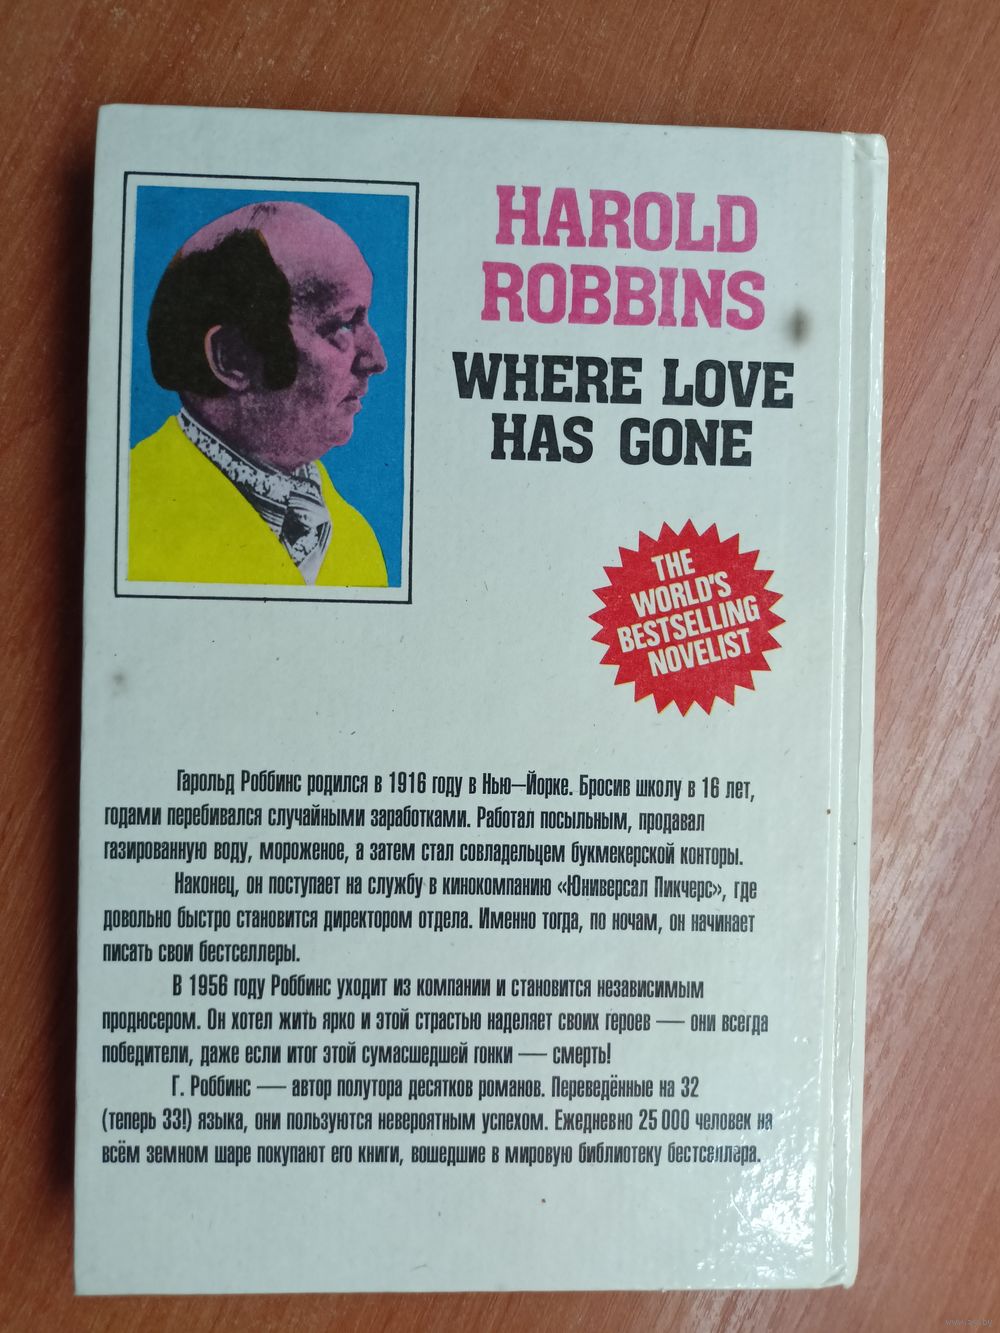 HAROLD
ROBBINS
WHERE LOVE
HAS GONE
THE
WORLD'S
BESTSELLING
NOVELIST
Гарольд Роббинс родился в 1916 году в Нью—Йорке. Бросив школу в 16 лет,
годами перебивался случайными заработками. Работал посыльным, продавал
газированную воду, мороженое, а затем стал совладельцем букмекерской конторы.
Наконец, он поступает на службу в кинокомпанию «Юниверсал Пикчерс», где
довольно быстро становится директором отдела. Именно тогда, по ночам, он начинает
писать свои бестселлеры.
В 1956 году Роббинс уходит из компании и становится независимым
продюсером. Он хотел жить ярко и этой страстью наделяет своих героев — они всегда
победители, даже если итог этой сумасшедшей гонки — смерть!
Г. Роббинс — автор полутора десятков романов. Переведённые на 32
(теперь 33!) языка, они пользуются невероятным успехом. Ежедневно 25 000 человек на
всём земном шаре покупают его книги, вошедшие в мировую библиотеку бестселлера.